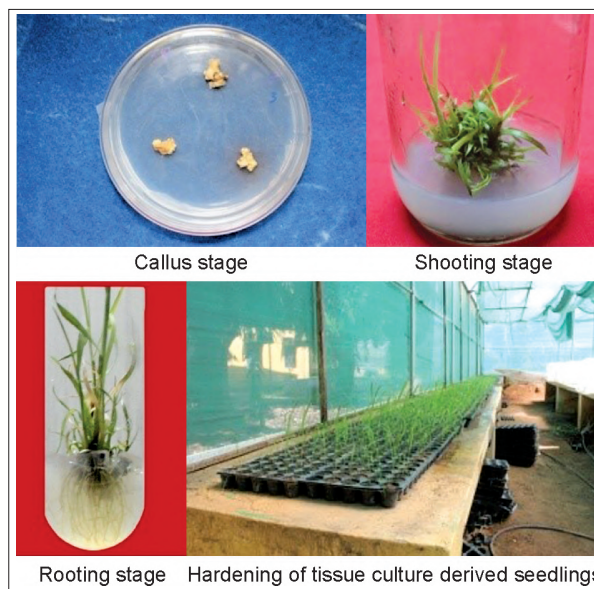 Callus stage
Shooting stage
Rooting stage
Hardening of tissue culture derived seedlings